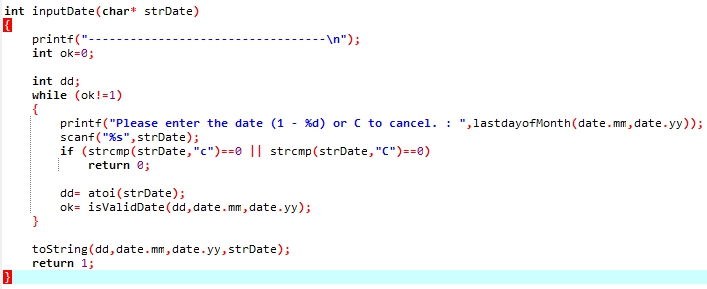 int inputDate(char* strDate)
{
printf("----------------------------------\n");
int ok=0;
int dd;
while (ok!=1)
{
printf("Please enter the date (1 - %d) or C to cancel. : ",lastdayofMonth(date.mm,date.yy));
scanf("%s",strDate);
if (strcmp(strDate,"c")==0 || strcmp(strDate,"C")==0)
return 0;
dd= atoi(strDate);
ok= isValidDate(dd,date.mm,date.yy);
}
toString(dd,date.mm,date.yy,strDate);
return 1;
}